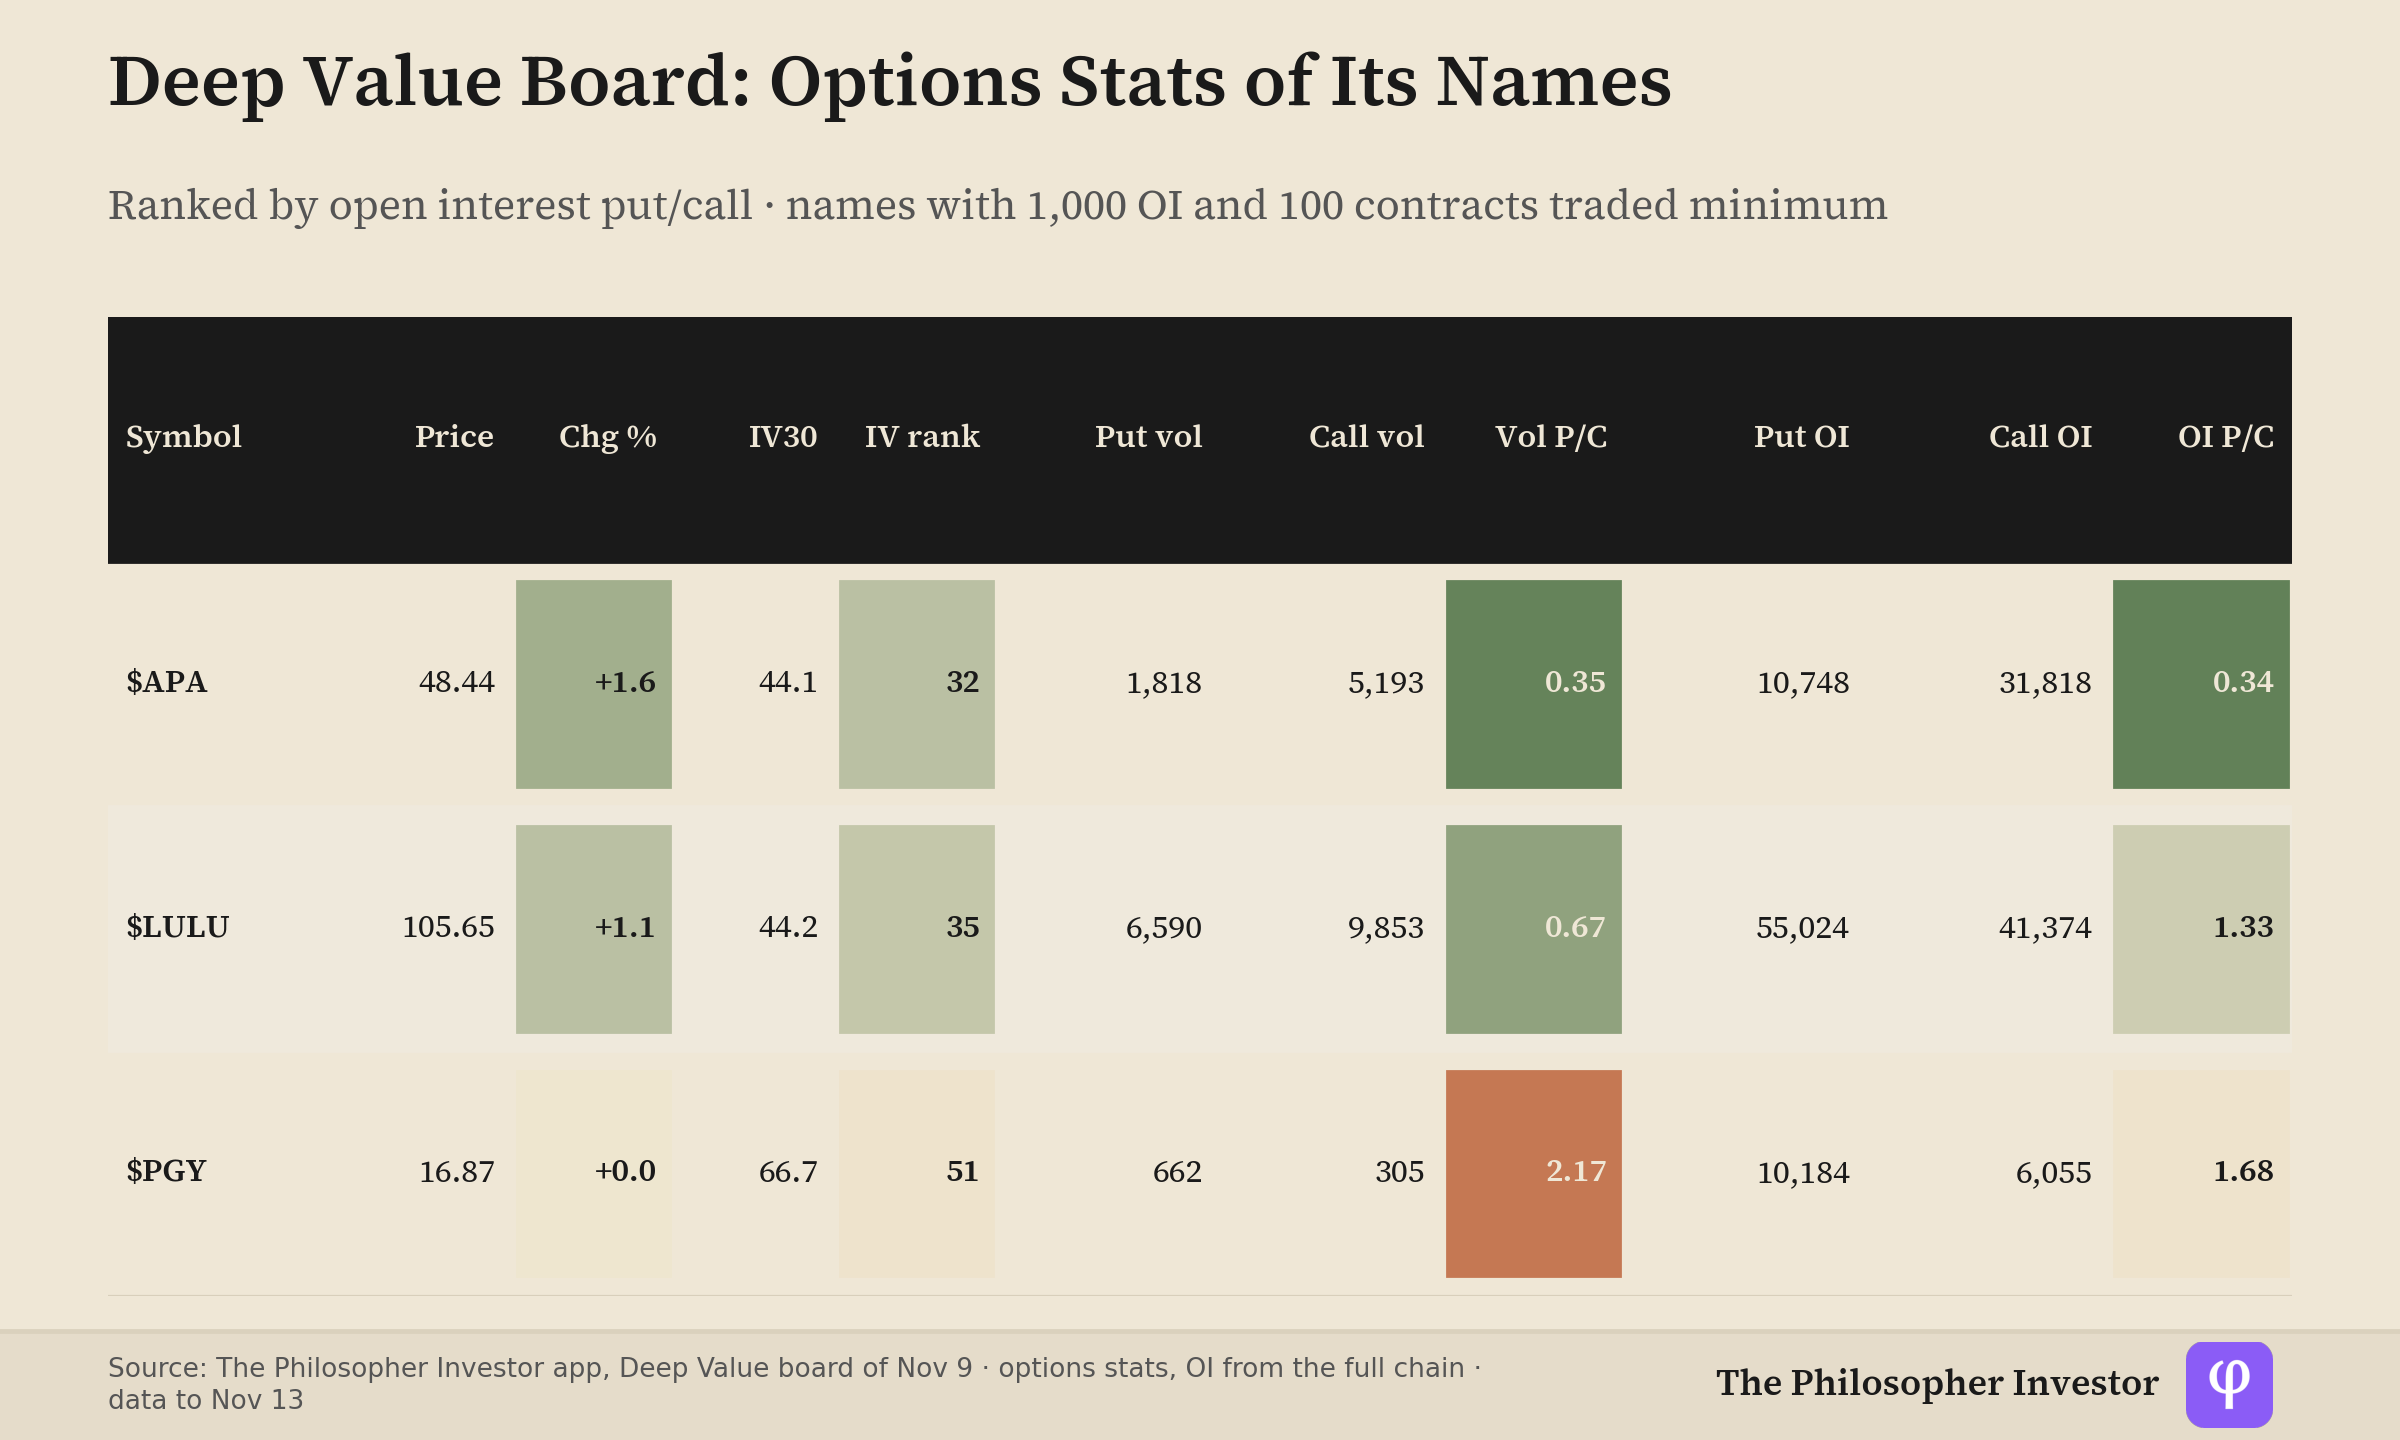 Deep Value Board: Options Stats of Its Names
Ranked by open interest put/call · names with 1,000 OI and 100 contracts traded minimum
Symbol Price Chg % IV30 IV rank Put vol Call vol Vol P/C Put OI Call OI OI P/C
$APA 48.44 +1.6 44.1 32 1,818 5,193 0.35 10,748 31,818 0.34
$LULU 105.65 +1.1 44.2 35 6,590 9,853 0.67 55,024 41,374 1.33
$PGY 16.87 +0.0 66.7 51 662 305 2.17 10,184 6,055 1.68
Source: The Philosopher Investor app, Deep Value board of Nov 9 · options stats, OI from the full chain ·
data to Nov 13
The Philosopher Investor φ